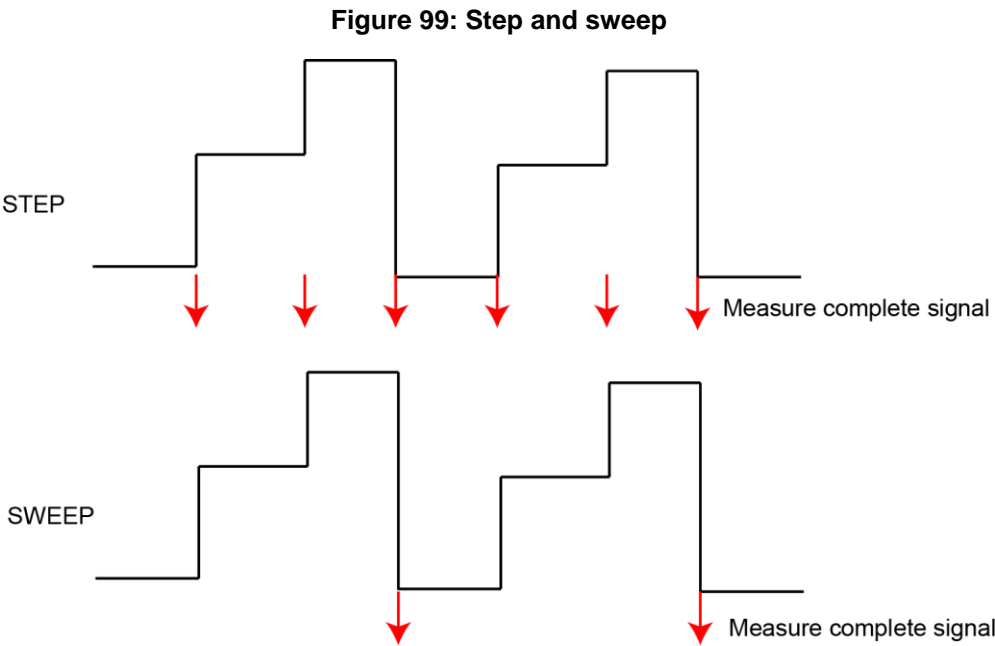 Figure 99: Step and sweep
STEP
Measure complete signal
SWEEP
Measure complete signal